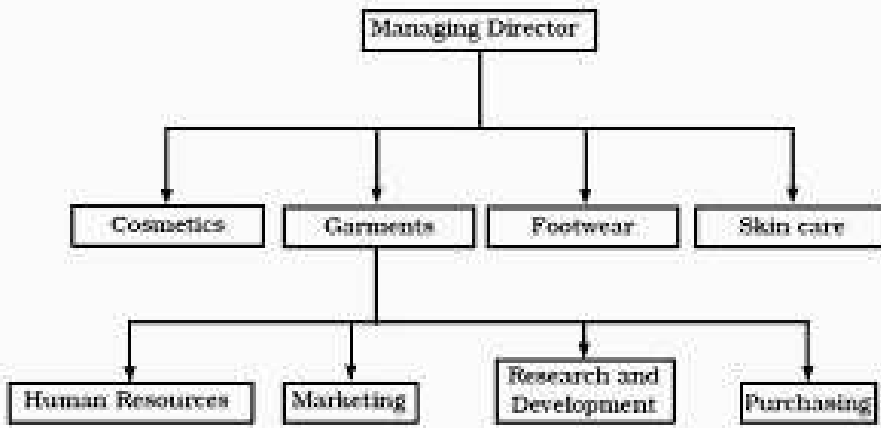 Managing Director
Cosmetics
Garments
Footwear
Skin care
Human Resources
Marketing
Research and
Development
Purchasing